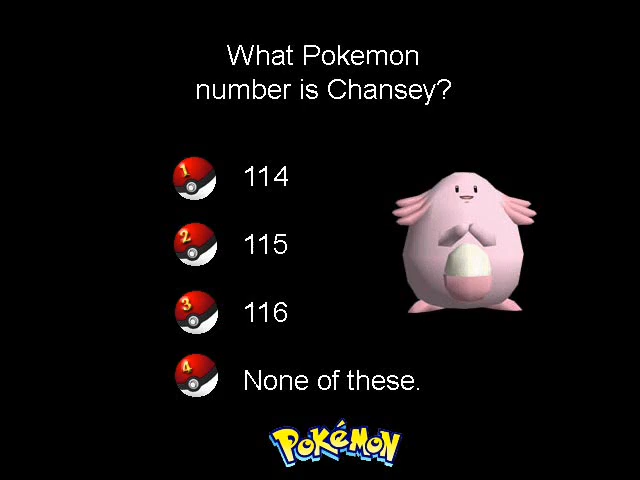 What Pokemon
number is Chansey?
1 114
2 115
3 116
4 None of these.
POKéMON